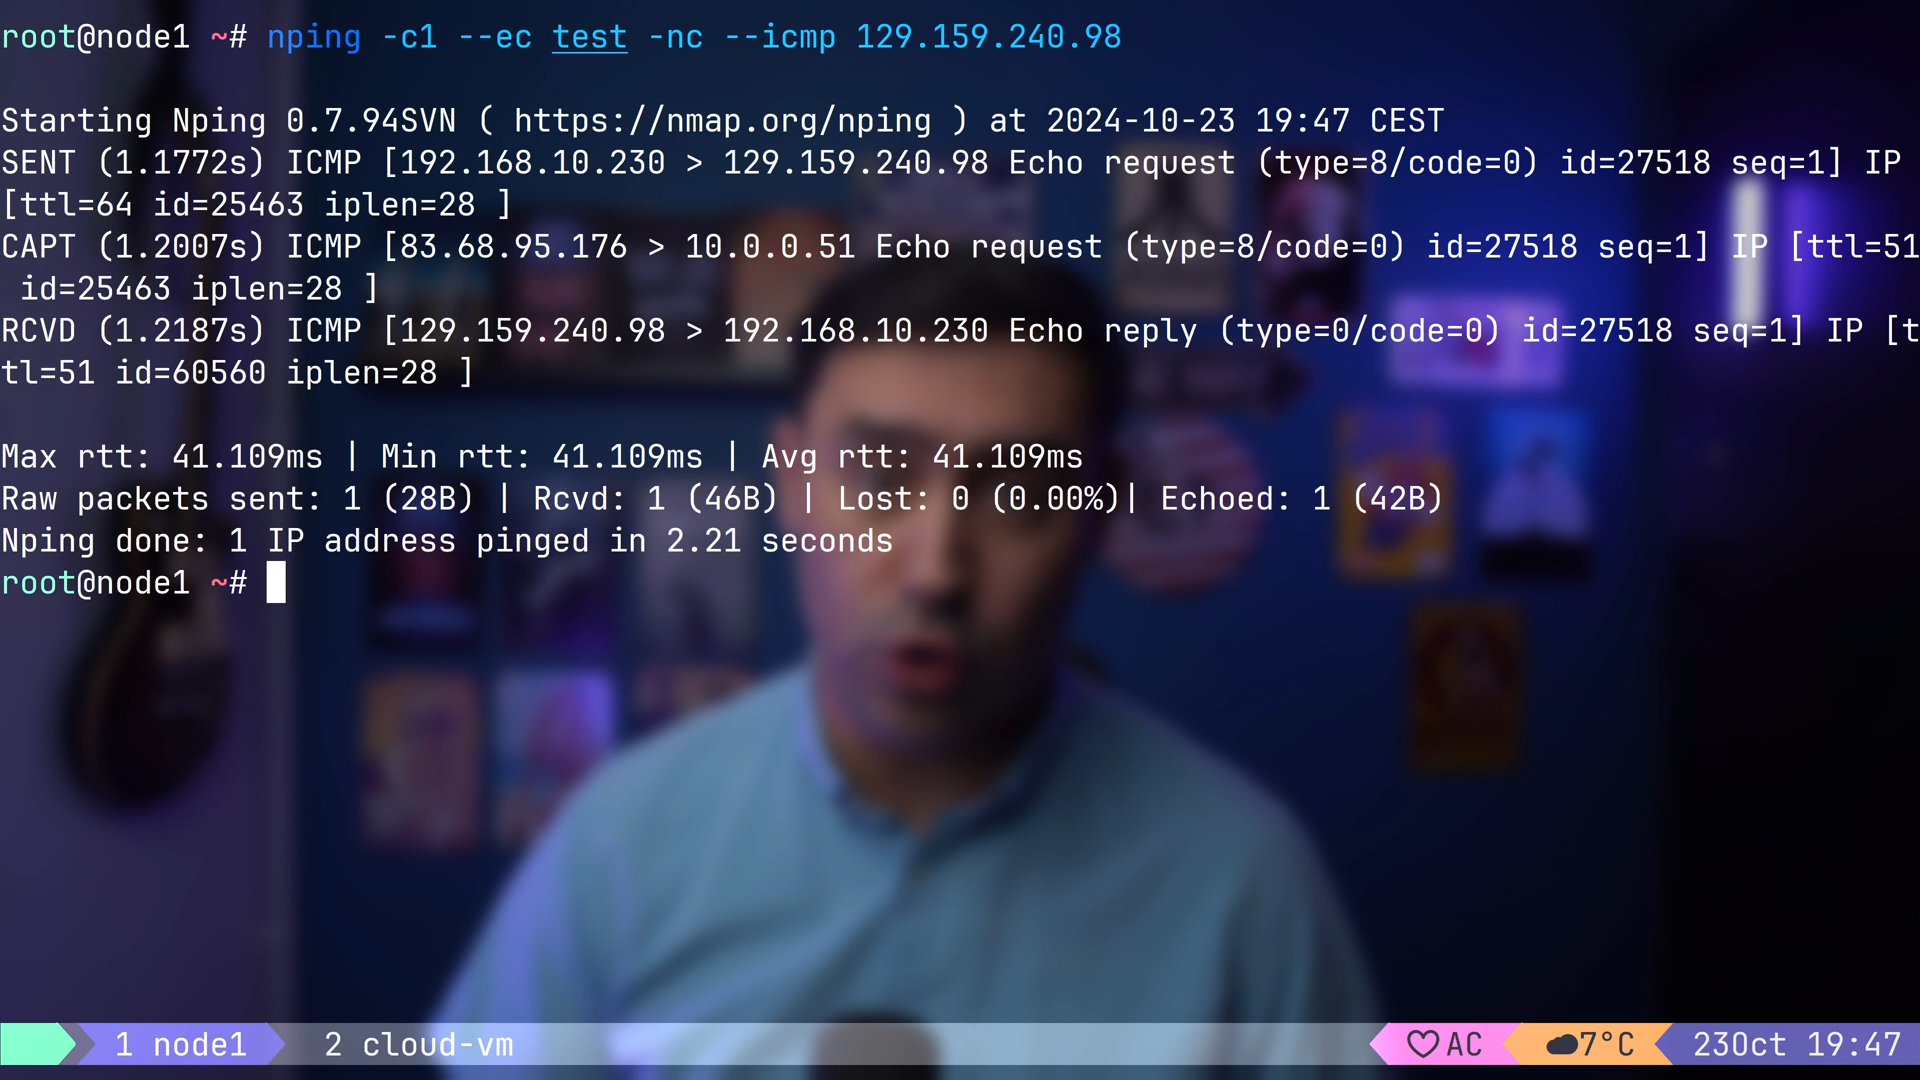 root@node1 ~# nping -c1 --ec test -nc --icmp 129.159.240.98
Starting Nping 0.7.94SVN ( https://nmap.org/nping ) at 2024-10-23 19:47 CEST
SENT (1.1772s) ICMP [192.168.10.230 > 129.159.240.98 Echo request (type=8/code=0) id=27518 seq=1] IP
[ttl=64 id=25463 iplen=28 ]
CAPT (1.2007s) ICMP [83.68.95.176 > 10.0.0.51 Echo request (type=8/code=0) id=27518 seq=1] IP [ttl=51
 id=25463 iplen=28 ]
RCVD (1.2187s) ICMP [129.159.240.98 > 192.168.10.230 Echo reply (type=0/code=0) id=27518 seq=1] IP [t
tl=51 id=60560 iplen=28 ]
Max rtt: 41.109ms | Min rtt: 41.109ms | Avg rtt: 41.109ms
Raw packets sent: 1 (28B) | Rcvd: 1 (46B) | Lost: 0 (0.00%)| Echoed: 1 (42B)
Nping done: 1 IP address pinged in 2.21 seconds
root@node1 ~#
1 node1 2 cloud-vm ♡ AC ☁7°C 23Oct 19:47